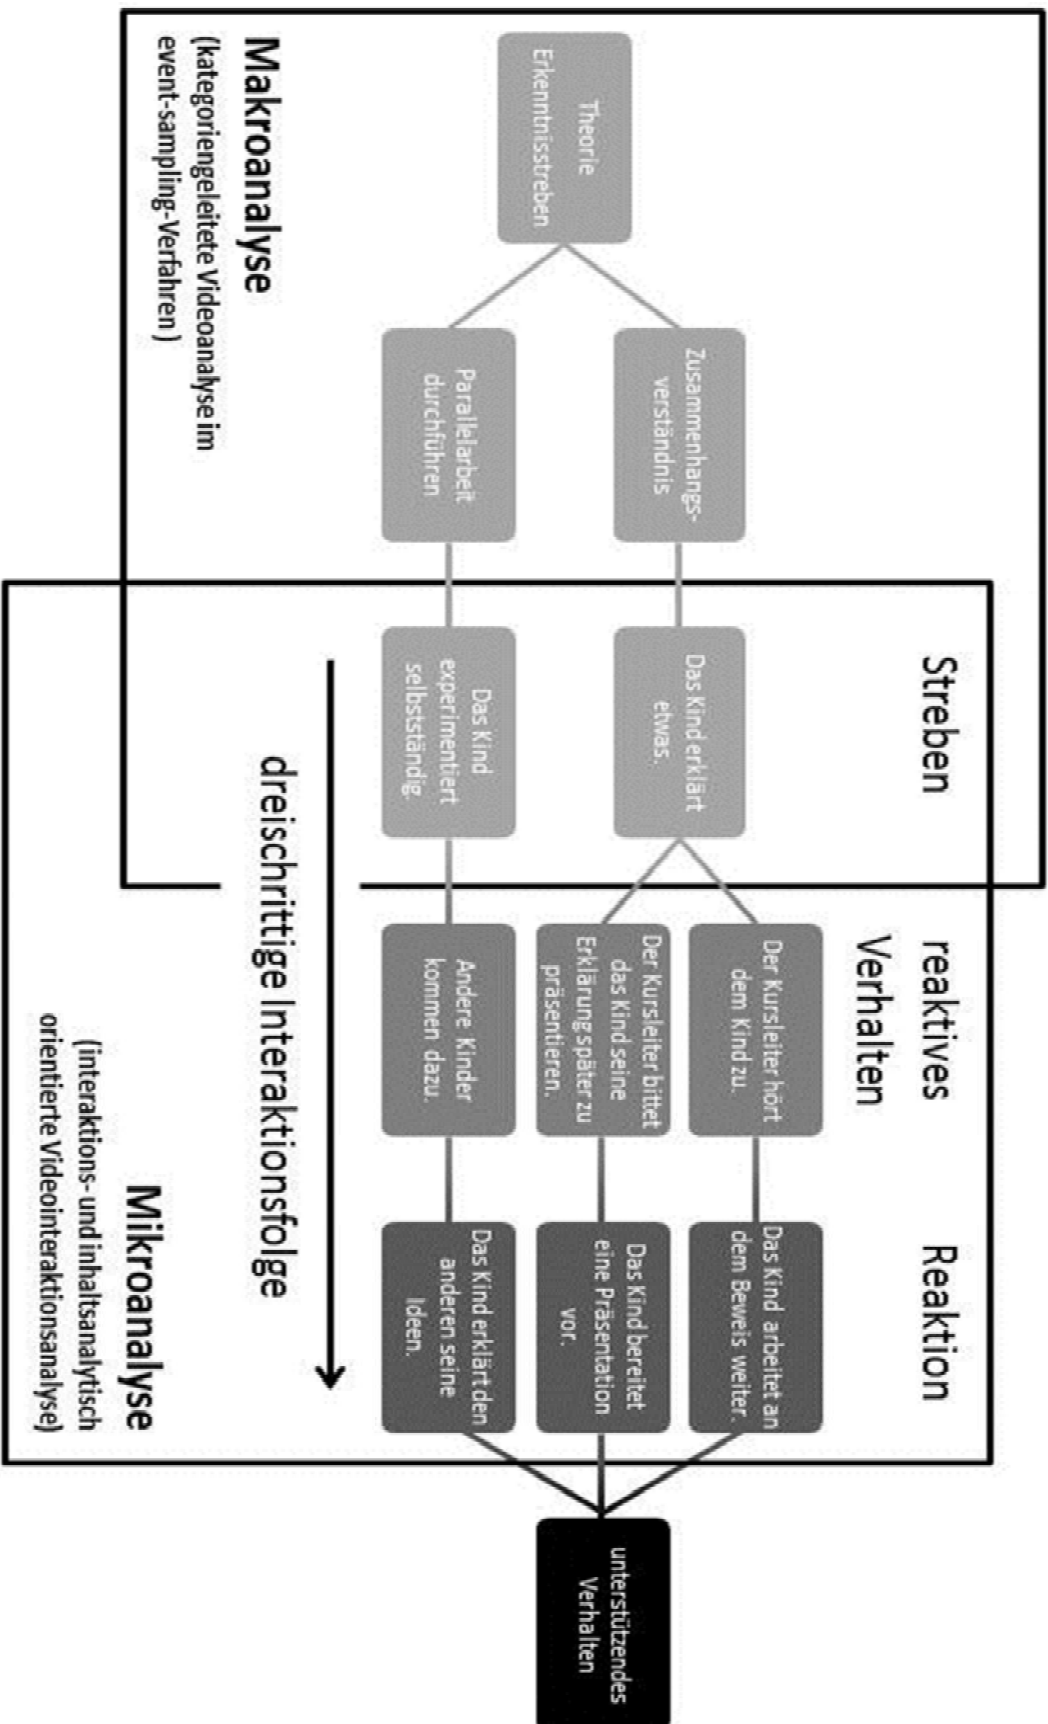 Streben
reaktives
Verhalten
Reaktion
Theorie
Erkenntnisstreben
Zusammenhangs-
verständnis
Parallelarbeit
durchführen
Das Kind erklärt
etwas.
Das Kind
experimentiert
selbstständig.
Der Kursleiter hört
dem Kind zu.
Der Kursleiter bittet
das Kind seine
Erklärung später zu
präsentieren.
Andere Kinder
kommen dazu.
Das Kind arbeitet an
dem Beweis weiter.
Das Kind bereitet
eine Präsentation
vor.
Das Kind erklärt den
anderen seine
Ideen.
unterstützendes
Verhalten
dreischrittige Interaktionsfolge
Makroanalyse
(kategoriengeleitete Videoanalyse im
event-sampling-Verfahren )
Mikroanalyse
(interaktions- und inhaltsanalytisch
orientierte Videointeraktionsanalyse)